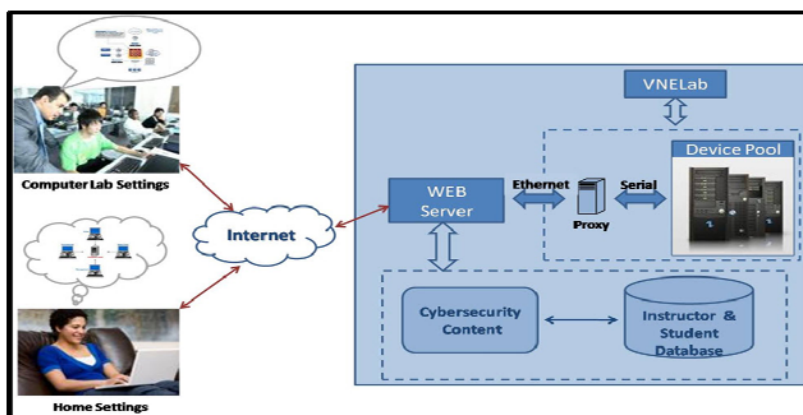 Computer Lab Settings
Home Settings
Internet
VNELab
WEB
Server
Ethernet
Proxy
Serial
Device Pool
Cybersecurity
Content
Instructor &
Student
Database